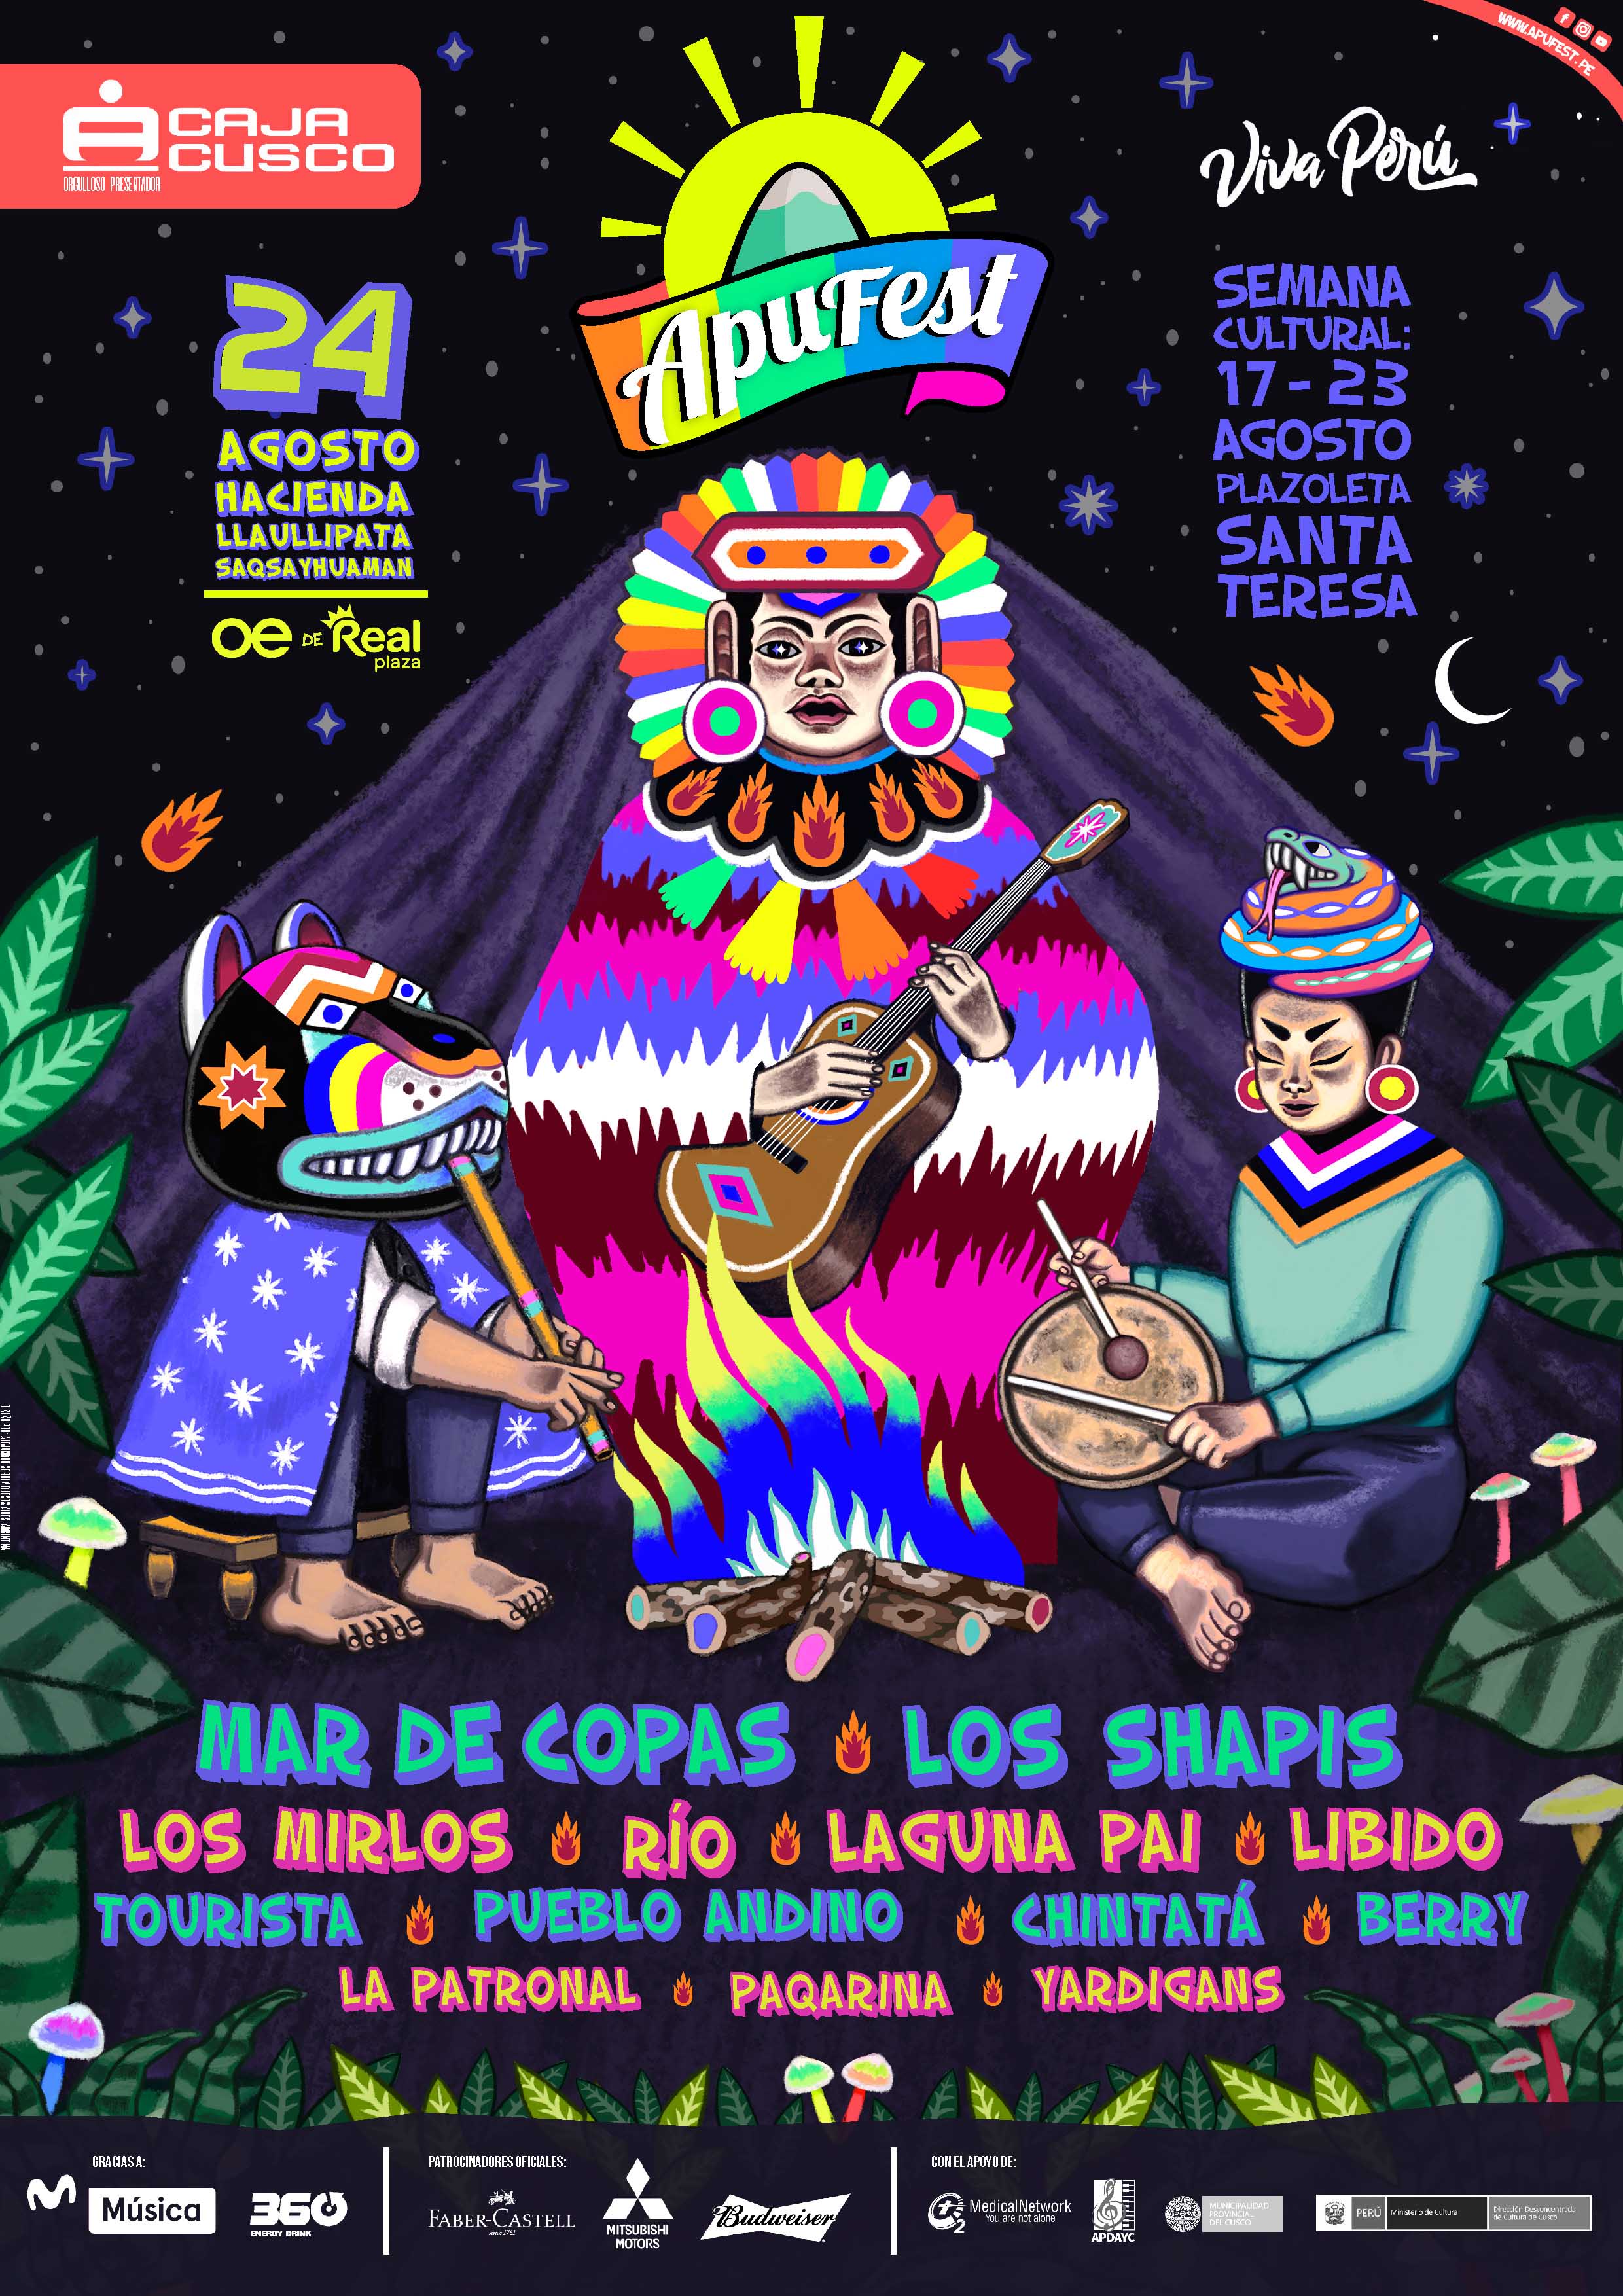 WWW.APUFEST.PE
CAJA
CUSCO
ORGULLOSO PRESENTADOR
Viva Perú
ApuFest
24
AGOSTO
HACIENDA
LLAULLIPATA
SAQSAYHUAMAN
oe DE Real
plaza
SEMANA
CULTURAL:
17 - 23
AGOSTO
PLAZOLETA
SANTA
TERESA
MAR DE COPAS LOS SHAPIS
LOS MIRLOS RÍO LAGUNA PAI LIBIDO
TOURISTA PUEBLO ANDINO CHINTATÁ BERRY
LA PATRONAL PAQARINA YARDIGANS
GRACIAS A:
Música
360
ENERGY DRINK
PATROCINADORES OFICIALES:
FABER-CASTELL
since 1761
MITSUBISHI
MOTORS
Budweiser
CON EL APOYO DE:
MedicalNetwork
You are not alone
APDAYC
MUNICIPALIDAD
PROVINCIAL
DEL CUSCO
PERÚ
Ministerio de Cultura
Dirección Desconcentrada
de Cultura de Cusco